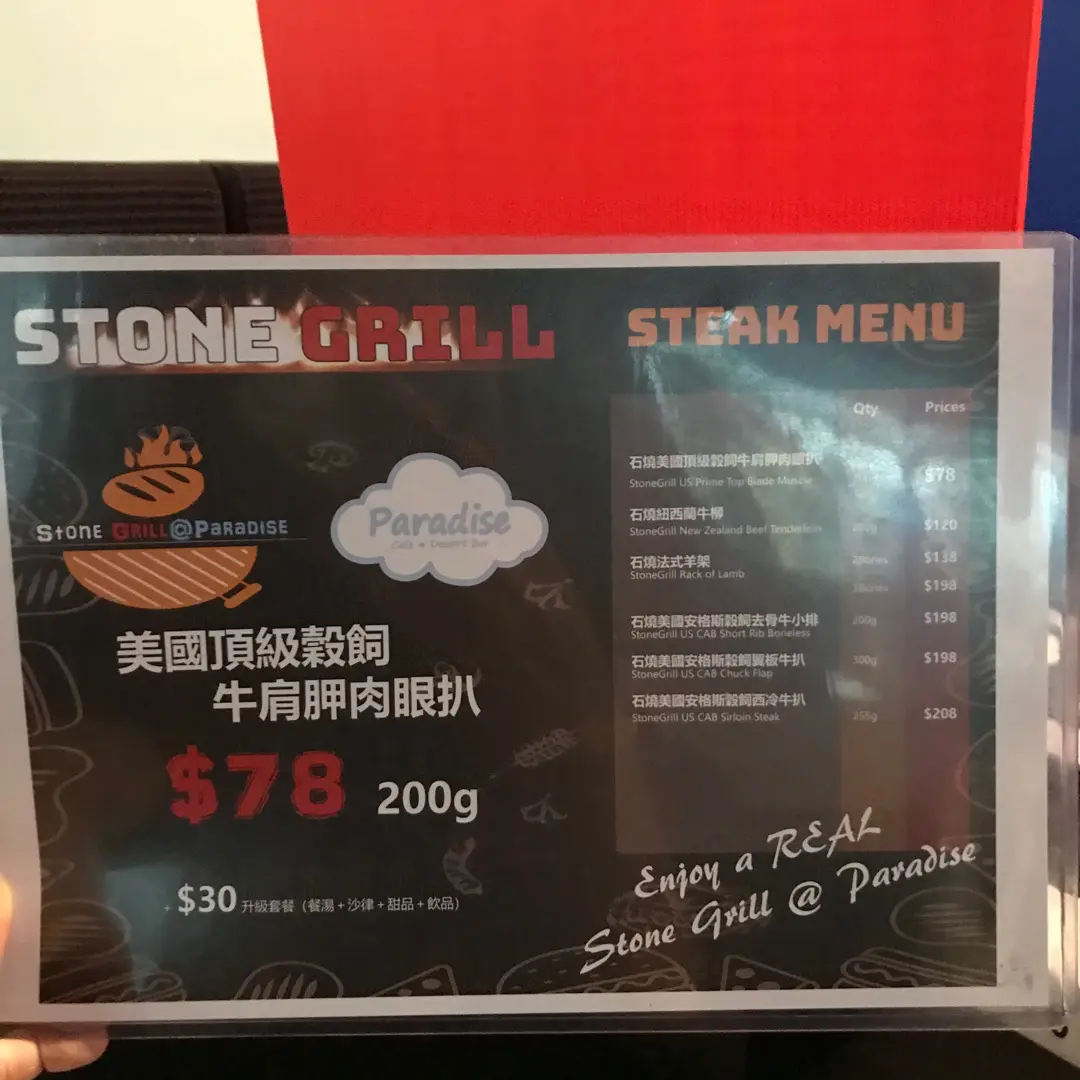 STONE GRILL
STONE GRILL@PARADISE
Paradise
Café + Dessert Bar
美國頂級穀飼
牛肩胛肉眼扒
$78 200g
+ $30 升級套餐（餐湯+沙律+甜品+飲品）
STEAK MENU
Qty Prices
石燒美國頂級穀飼牛肩胛肉眼扒
$78
StoneGrill US Prime Top Blade Muscle
石燒紐西蘭牛柳
StoneGrill New Zealand Beef Tenderloin $120
石燒法式羊架 $138
StoneGrill Rack of Lamb
$198
石燒美國安格斯穀飼去骨牛小排 200g $198
StoneGrill US CAB Short Rib Boneless
石燒美國安格斯穀飼翼板牛扒 300g $198
StoneGrill US CAB Chuck Flap
石燒美國安格斯穀飼西冷牛扒 255g $208
StoneGrill US CAB Sirloin Steak
Enjoy a REAL
Stone Grill @ Paradise